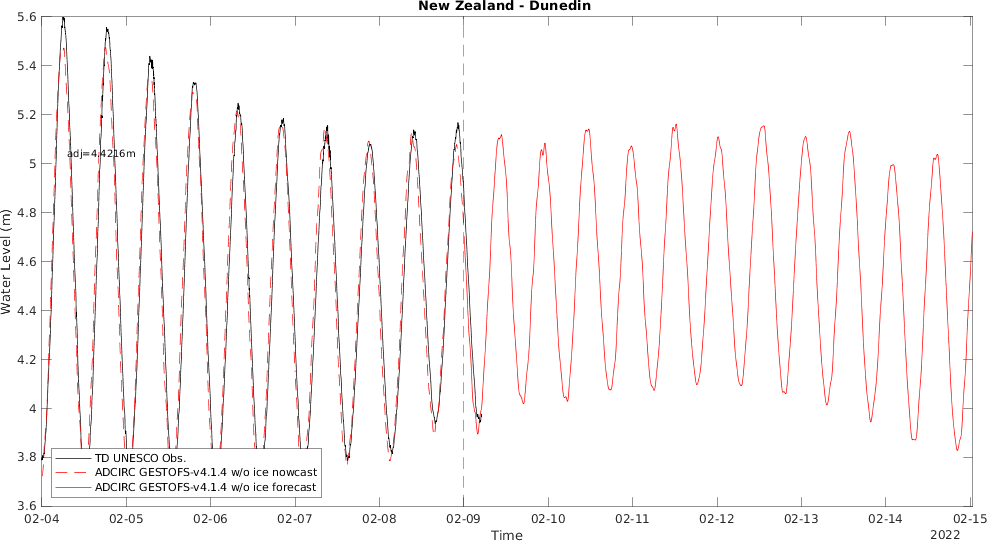 New Zealand - Dunedin
5.6
5.4
5.2
5
4.8
4.6
4.4
4.2
4
3.8
3.6
Water Level (m)
adj=4.4216m
TD UNESCO Obs.
ADCIRC GESTOFS-v4.1.4 w/o ice nowcast
ADCIRC GESTOFS-v4.1.4 w/o ice forecast
02-04 02-05 02-06 02-07 02-08 02-09 02-10 02-11 02-12 02-13 02-14 02-15
Time
2022